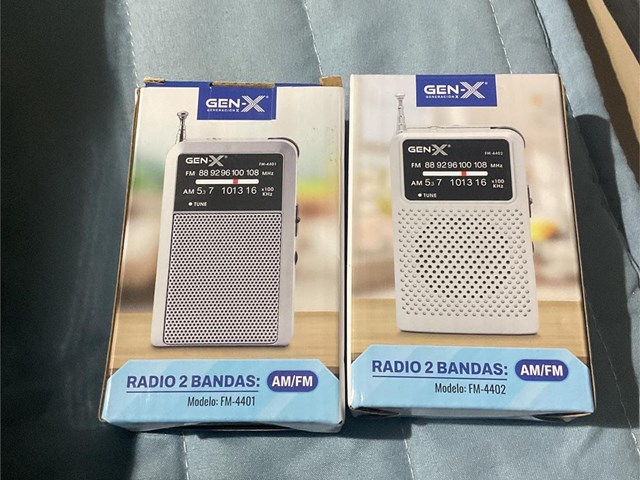 GEN-X
GENERACIÓN X
GEN-X
FM-4401
FM 88 92 96 100 108 MHz
AM 5.3 7 10 13 16 x100 KHz
TUNE
RADIO 2 BANDAS: AM/FM
Modelo: FM-4401
GEN-X
GENERACIÓN X
GEN-X
FM-4402
FM 88 92 96 100 108 MHz
AM 5.3 7 10 13 16 x100 KHz
TUNE
RADIO 2 BANDAS: AM/FM
Modelo: FM-4402